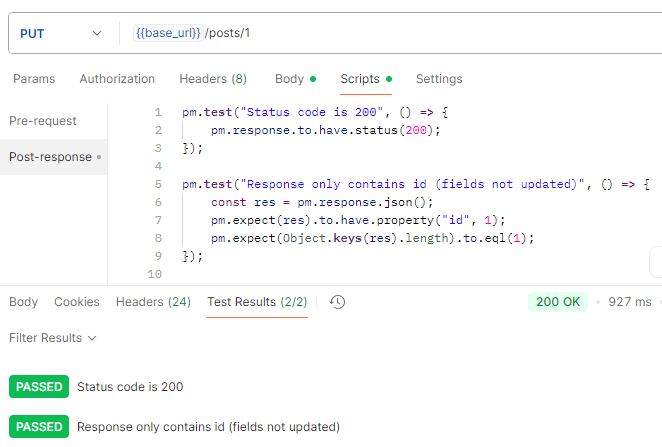 PUT {{base_url}}/posts/1
Params Authorization Headers (8) Body Scripts Settings
Pre-request
Post-response
1 pm.test("Status code is 200", () => {
2 pm.response.to.have.status(200);
3 });
4
5 pm.test("Response only contains id (fields not updated)", () => {
6 const res = pm.response.json();
7 pm.expect(res).to.have.property("id", 1);
8 pm.expect(Object.keys(res).length).to.eql(1);
9 });
10
Body Cookies Headers (24) Test Results (2/2) 200 OK • 927 ms
Filter Results
PASSED Status code is 200
PASSED Response only contains id (fields not updated)